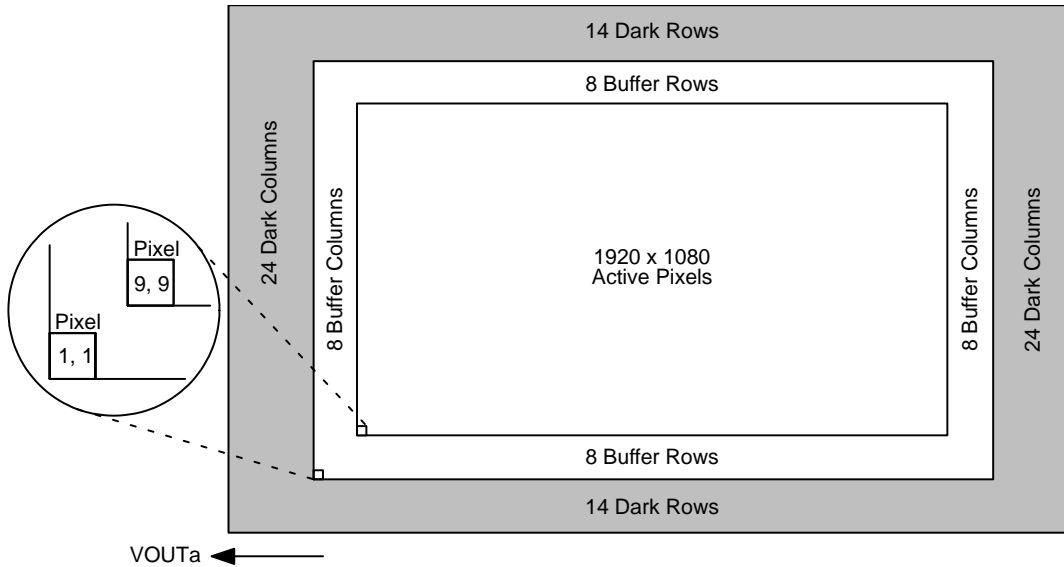 14 Dark Rows
8 Buffer Rows
24 Dark Columns
8 Buffer Columns
1920 x 1080
Active Pixels
8 Buffer Columns
24 Dark Columns
Pixel
9, 9
Pixel
1, 1
8 Buffer Rows
14 Dark Rows
VOUTa